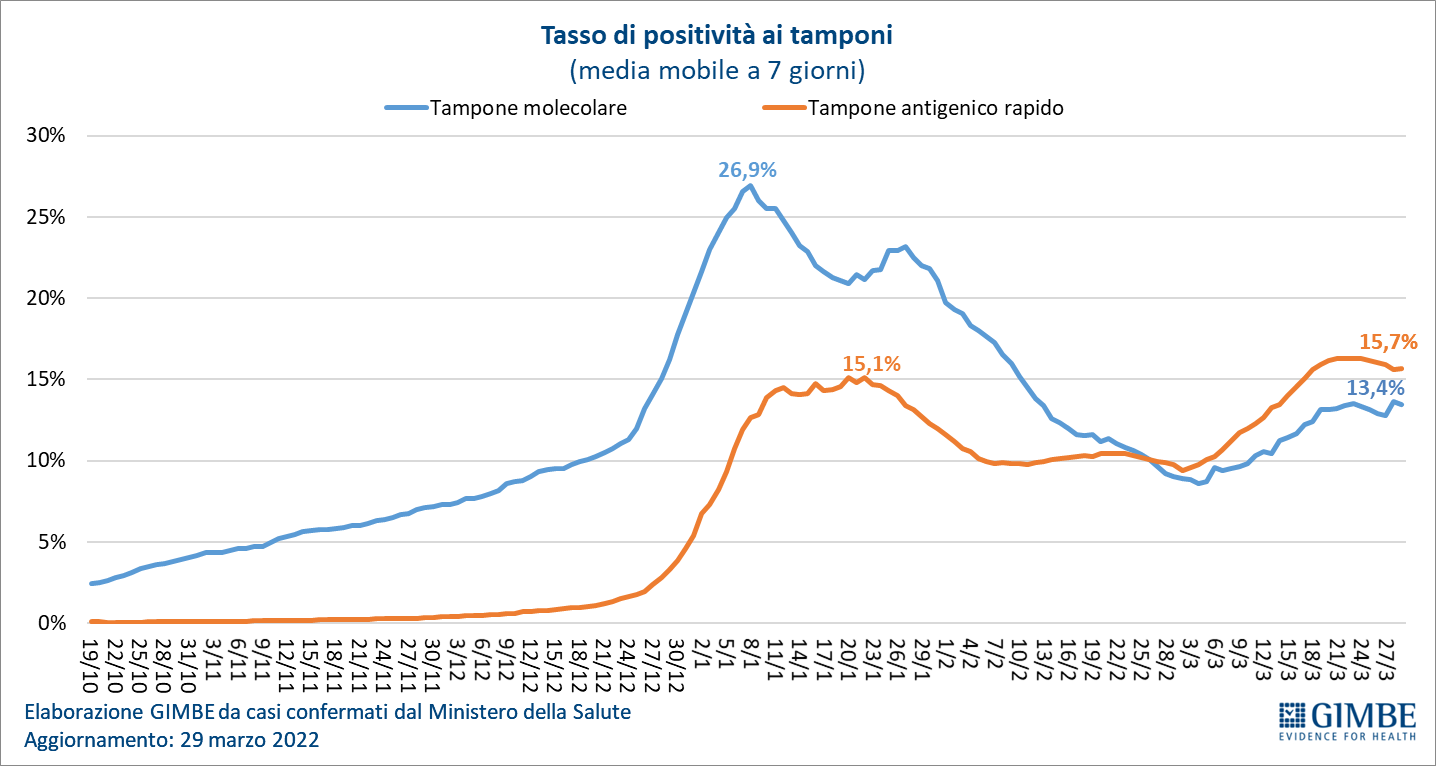 Tasso di positività ai tamponi
(media mobile a 7 giorni)
Tampone molecolare Tampone antigenico rapido
30%
26,9%
25%
20%
15,7%
15,1%
15%
13,4%
10%
5%
0%
19/10 22/10 25/10 28/10 31/10 3/11 6/11 9/11 12/11 15/11 18/11 21/11 24/11 27/11 30/11 3/12 6/12 9/12 12/12 15/12 18/12 21/12 24/12 27/12 30/12 2/1 5/1 8/1 11/1 14/1 17/1 20/1 23/1 26/1 29/1 1/2 4/2 7/2 10/2 13/2 16/2 19/2 22/2 25/2 28/2 3/3 6/3 9/3 12/3 15/3 18/3 21/3 24/3 27/3
Elaborazione GIMBE da casi confermati dal Ministero della Salute
Aggiornamento: 29 marzo 2022
GIMBE
EVIDENCE FOR HEALTH